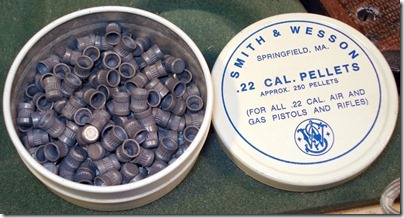 SMITH & WESSON
SPRINGFIELD, MA.
.22 CAL. PELLETS
APPROX. 250 PELLETS
(FOR ALL .22 CAL. AIR AND
GAS PISTOLS AND RIFLES)